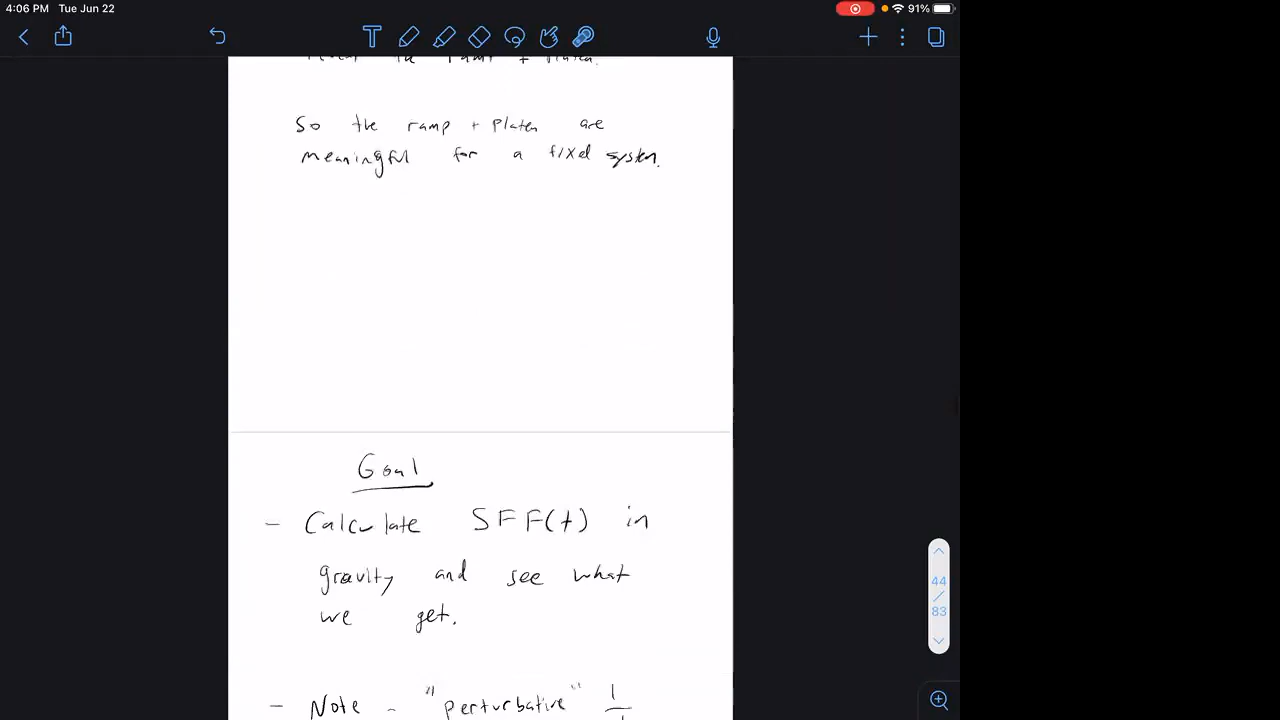 4:06 PM Tue Jun 22
91%
T
So the ramp + plateau are
meaningful for a fixed system.
Goal
- Calculate SFF(t) in
gravity and see what
we get.
44
/
83
- Note - "perturbative" 1